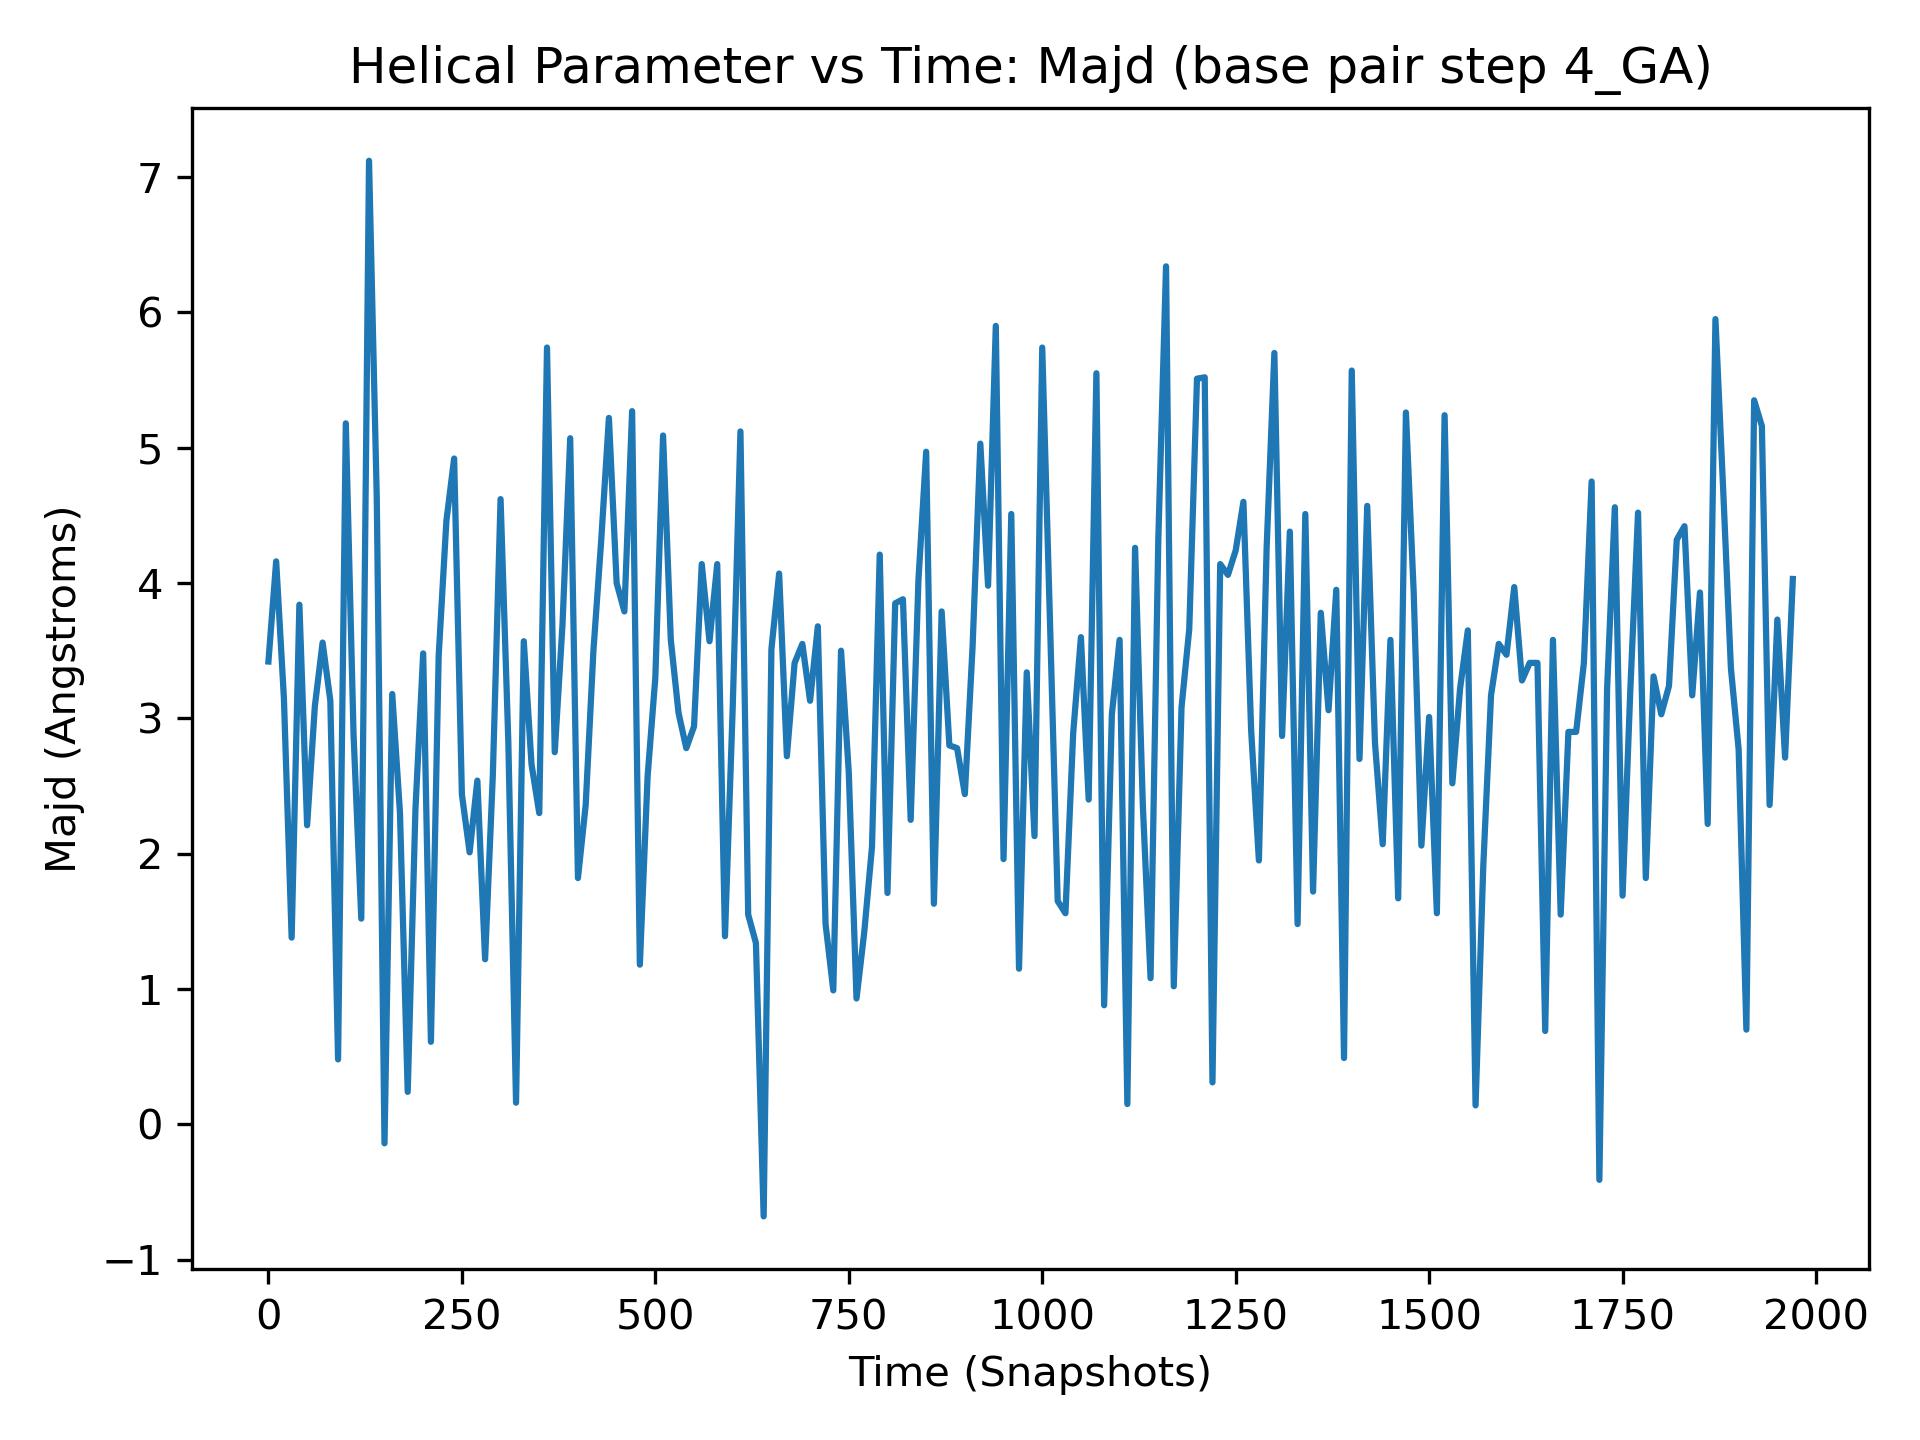 Helical Parameter vs Time: Majd (base pair step 4_GA)
7
6
5
4
3
2
1
0
−1
Majd (Angstroms)
0 250 500 750 1000 1250 1500 1750 2000
Time (Snapshots)